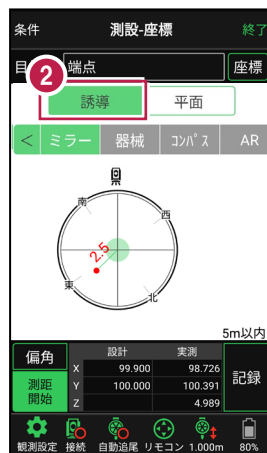 条件 測設-座標 終了
目 端点 座標
2
誘導 平面
< ミラー 器械 コンパス AR
南 西
2.5
東 北
5m以内
偏角 設計 実測
X 99.900 98.726
測距開始 Y 100.000 100.391 記録
Z 4.989
観測設定 接続 自動追尾 リモコン 1.000m 80%